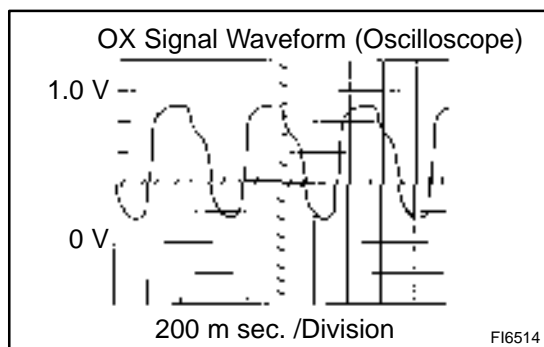 OX Signal Waveform (Oscilloscope)
1.0 V
0 V
200 m sec. /Division
FI6514